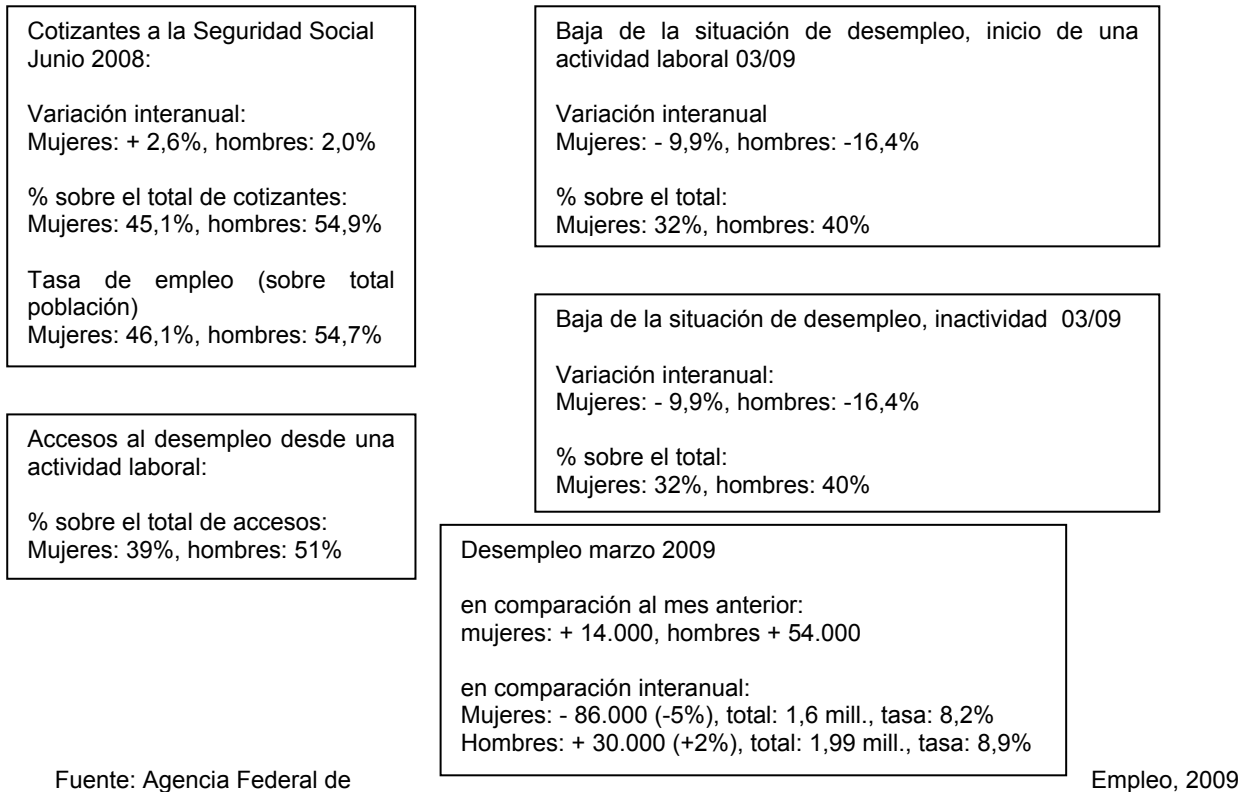 Cotizantes a la Seguridad Social
Junio 2008:
Variación interanual:
Mujeres: + 2,6%, hombres: 2,0%
% sobre el total de cotizantes:
Mujeres: 45,1%, hombres: 54,9%
Tasa de empleo (sobre total
población)
Mujeres: 46,1%, hombres: 54,7%
Baja de la situación de desempleo, inicio de una
actividad laboral 03/09
Variación interanual
Mujeres: - 9,9%, hombres: -16,4%
% sobre el total:
Mujeres: 32%, hombres: 40%
Baja de la situación de desempleo, inactividad 03/09
Variación interanual:
Mujeres: - 9,9%, hombres: -16,4%
% sobre el total:
Mujeres: 32%, hombres: 40%
Accesos al desempleo desde una
actividad laboral:
% sobre el total de accesos:
Mujeres: 39%, hombres: 51%
Desempleo marzo 2009
en comparación al mes anterior:
mujeres: + 14.000, hombres + 54.000
en comparación interanual:
Mujeres: - 86.000 (-5%), total: 1,6 mill., tasa: 8,2%
Hombres: + 30.000 (+2%), total: 1,99 mill., tasa: 8,9%
Fuente: Agencia Federal de Empleo, 2009